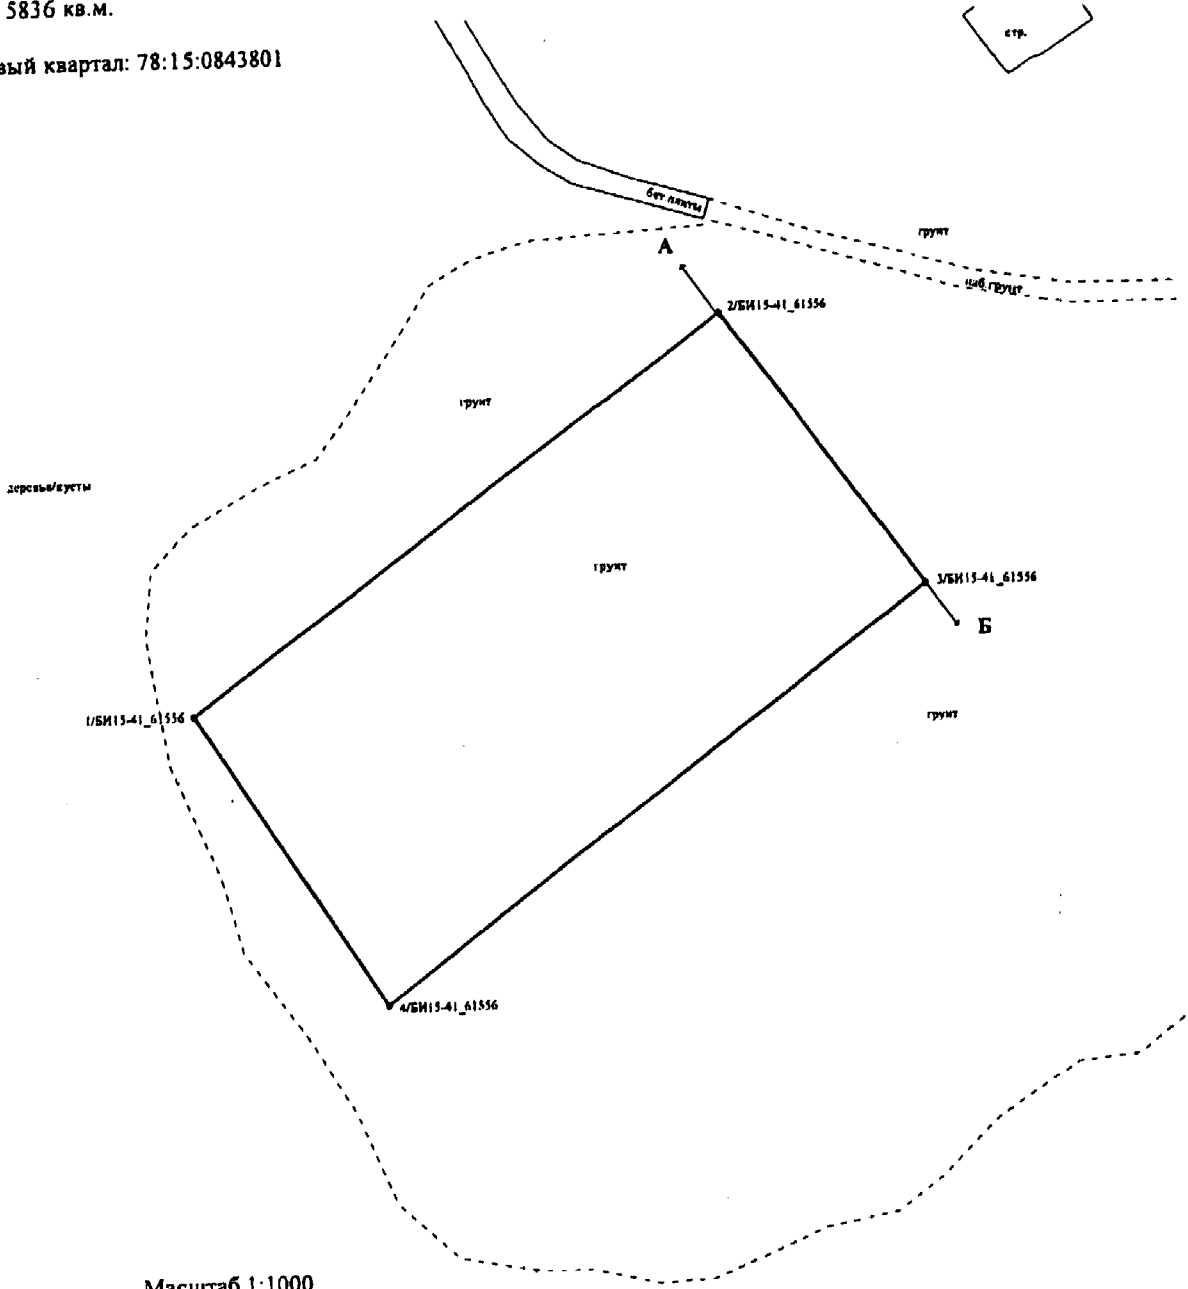 5836 кв.м.
стр.
вый квартал: 78:15:0843801
бет плиты
грунт
А
наб.грунт
2/БИ15-41_61556
грунт
деревья/кусты
грунт
3/БИ15-41_61556
Б
грунт
1/БИ15-41_61556
4/БИ15-41_61556
Масштаб 1:1000